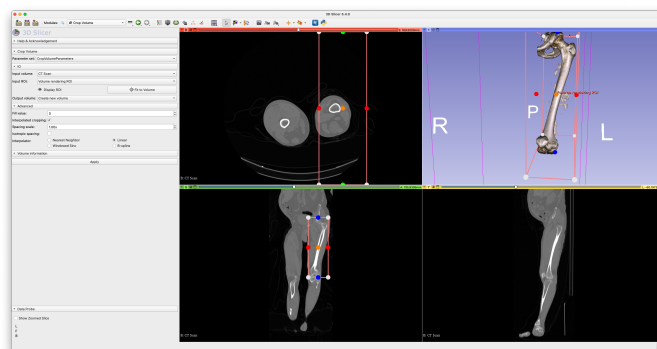 3D Slicer 5.4.0
Modules: Crop Volume
3D Slicer
Help & Acknowledgement
Crop Volume
Parameter set: CropVolumeParameters
IO
Input volume: CT Scan
Input ROI: Volume rendering ROI
Display ROI Fit to Volume
Output volume: Create new volume
Advanced
Fill value: 0
Interpolated cropping:
Spacing scale: 1.00x
Isotropic spacing:
Interpolator: Nearest Neighbor Linear
Windowed Sinc B-spline
Volume Information
Apply
Data Probe
Show Zoomed Slice
L
F
B
B: CT Scan
R P L
B: CT Scan
B: CT Scan